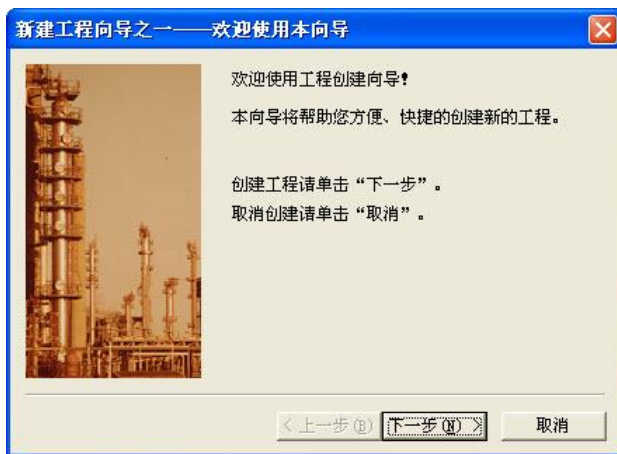 新建工程向导之一——欢迎使用本向导
欢迎使用工程创建向导!
本向导将帮助您方便、快捷的创建新的工程。
创建工程请单击“下一步”。
取消创建请单击“取消”。
< 上一步(B) 下一步(N) > 取消